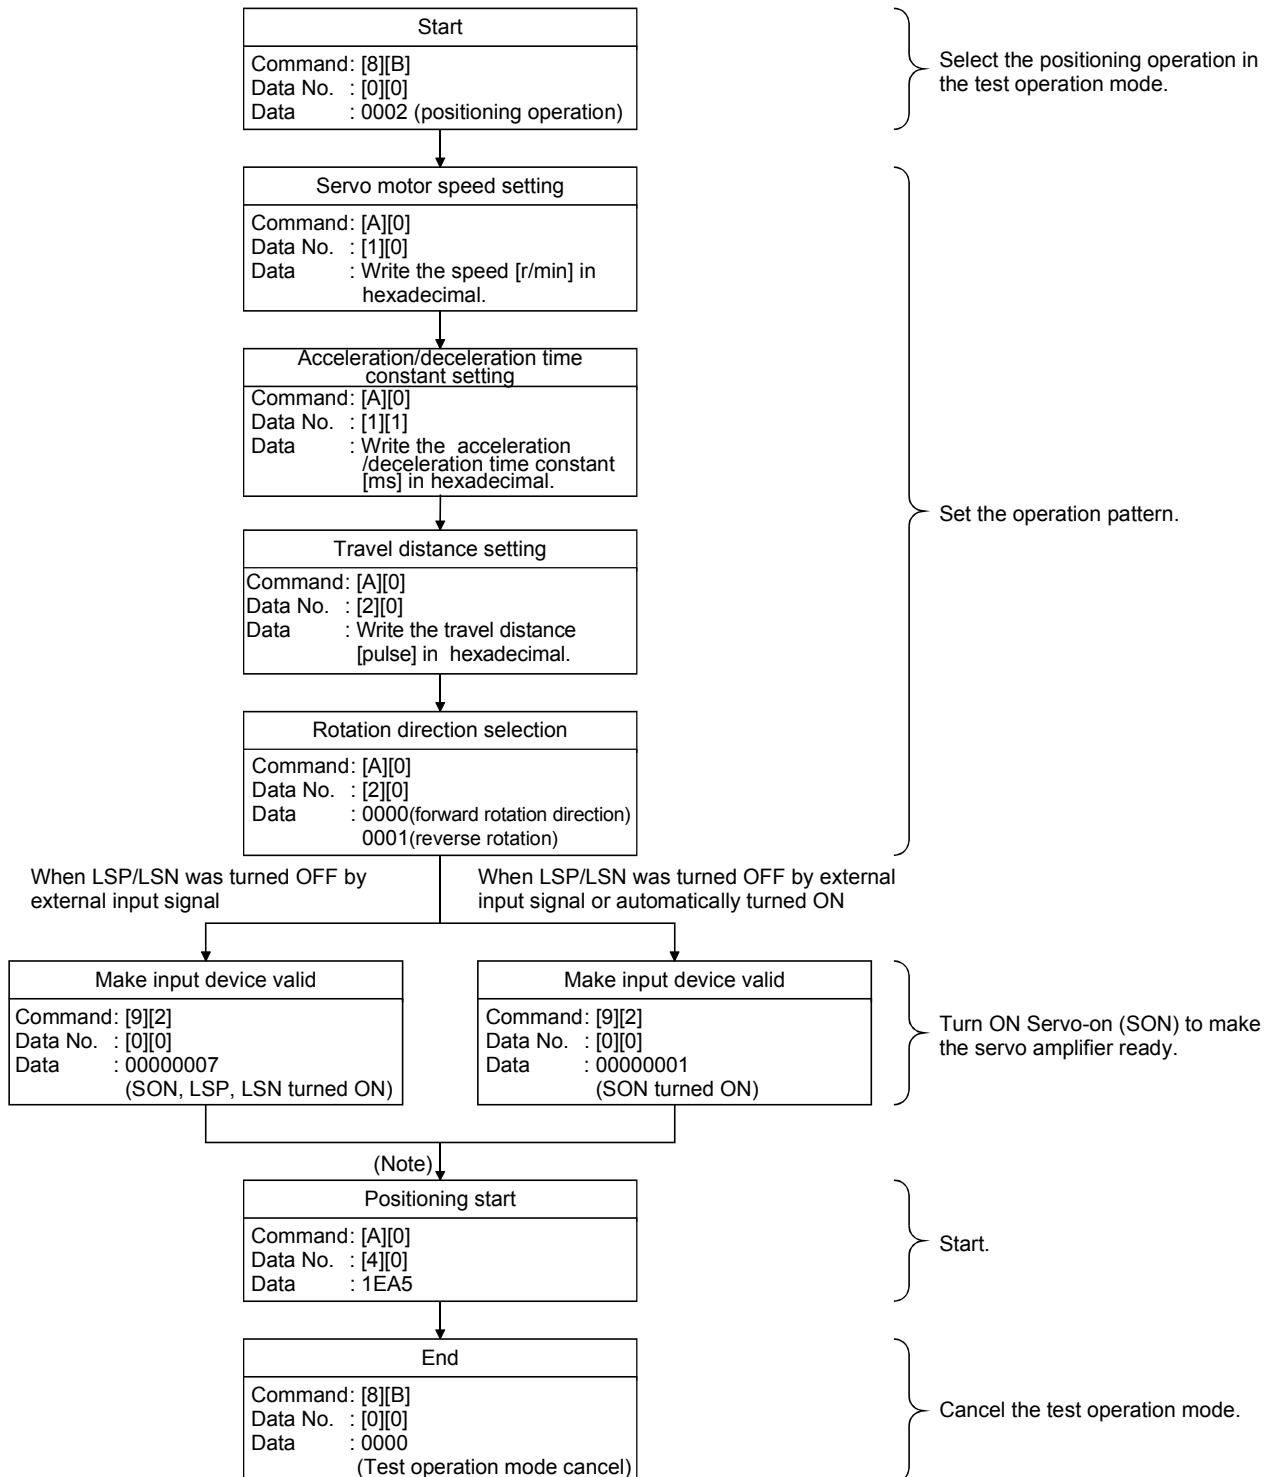 Start
Command: [8][B]
Data No. : [0][0]
Data : 0002 (positioning operation)
Select the positioning operation in
the test operation mode.
Servo motor speed setting
Command: [A][0]
Data No. : [1][0]
Data : Write the speed [r/min] in
hexadecimal.
Acceleration/deceleration time
constant setting
Command: [A][0]
Data No. : [1][1]
Data : Write the acceleration
/deceleration time constant
[ms] in hexadecimal.
Travel distance setting
Command: [A][0]
Data No. : [2][0]
Data : Write the travel distance
[pulse] in hexadecimal.
Rotation direction selection
Command: [A][0]
Data No. : [2][0]
Data : 0000(forward rotation direction)
0001(reverse rotation)
Set the operation pattern.
When LSP/LSN was turned OFF by
external input signal
When LSP/LSN was turned OFF by external
input signal or automatically turned ON
Make input device valid
Command: [9][2]
Data No. : [0][0]
Data : 00000007
(SON, LSP, LSN turned ON)
Make input device valid
Command: [9][2]
Data No. : [0][0]
Data : 00000001
(SON turned ON)
Turn ON Servo-on (SON) to make
the servo amplifier ready.
(Note)
Positioning start
Command: [A][0]
Data No. : [4][0]
Data : 1EA5
Start.
End
Command: [8][B]
Data No. : [0][0]
Data : 0000
(Test operation mode cancel)
Cancel the test operation mode.